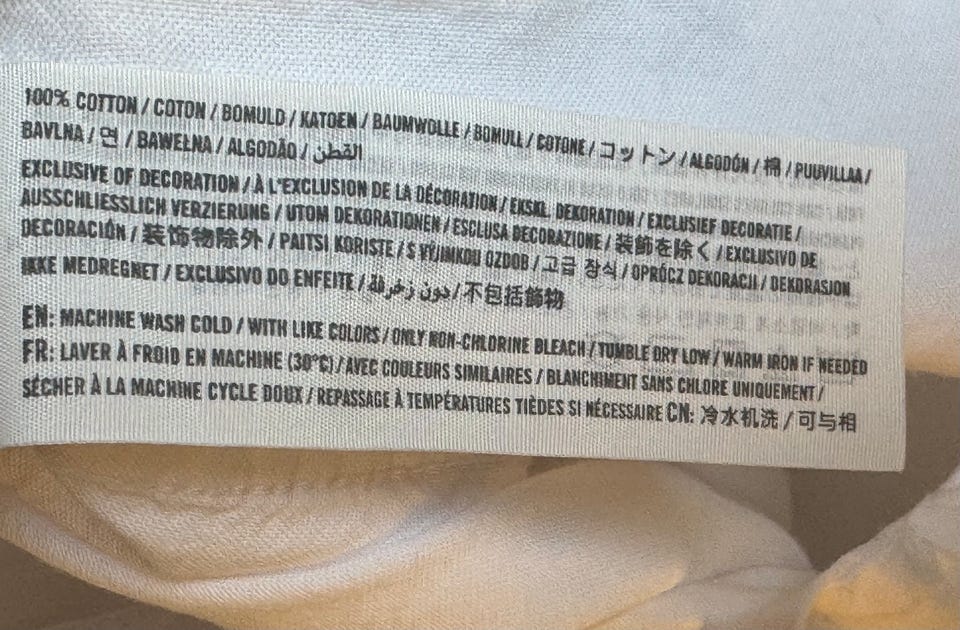 100% COTTON / COTON / BOMULD / KATOEN / BAUMWOLLE / BOMULL / COTONE / コットン / ALGODÓN / 棉 / PUUVILLAA /
BAVLNA / 면 / BAWEŁNA / ALGODÃO / القطن
EXCLUSIVE OF DECORATION / À L'EXCLUSION DE LA DÉCORATION / EKSKL DEKORATION / EXCLUSIEF DECORATIE /
AUSSCHLIESSLICH VERZIERUNG / UTOM DEKORATIONEN / ESCLUSA DECORAZIONE / 装飾を除く / EXCLUSIVO DE
DECORACIÓN / 装饰物除外 / PAITSI KORISTE / S VÝJIMKOU OZDOB / 고급 장식 / OPRÓCZ DEKORACJI / DEKORASJON
IKKE MEDREGNET / EXCLUSIVO DO ENFEITE / دون زخرفة / 不包括飾物
EN: MACHINE WASH COLD / WITH LIKE COLORS / ONLY NON-CHLORINE BLEACH / TUMBLE DRY LOW / WARM IRON IF NEEDED
FR: LAVER À FROID EN MACHINE (30°C) / AVEC COULEURS SIMILAIRES / BLANCHIMENT SANS CHLORE UNIQUEMENT /
SÉCHER À LA MACHINE CYCLE DOUX / REPASSAGE À TEMPÉRATURES TIÈDES SI NÉCESSAIRE CN: 冷水机洗 / 可与相